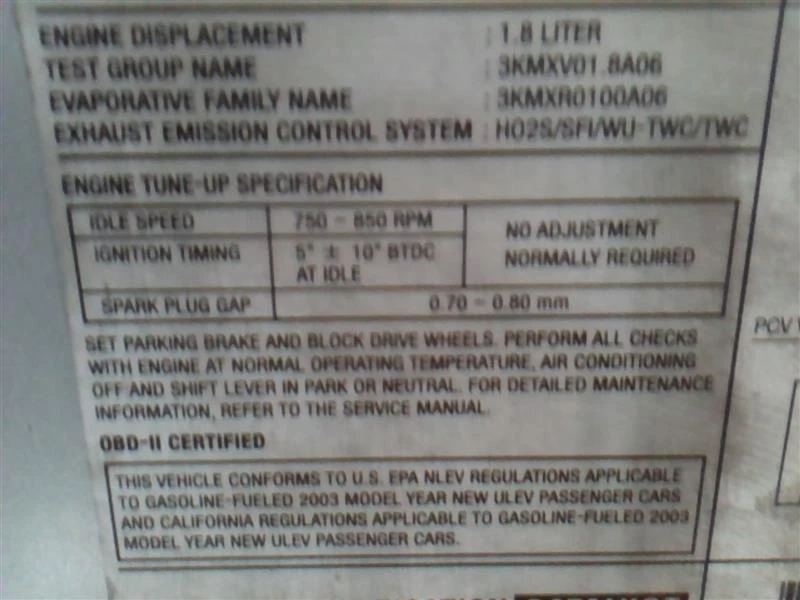 ENGINE DISPLACEMENT : 1.8 LITER
TEST GROUP NAME : 3KMXV01.8A06
EVAPORATIVE FAMILY NAME : 3KMXR0100A06
EXHAUST EMISSION CONTROL SYSTEM : HO2S/SFI/WU-TWC/TWC
ENGINE TUNE-UP SPECIFICATION
IDLE SPEED 750 ~ 850 RPM
NO ADJUSTMENT
NORMALLY REQUIRED
IGNITION TIMING 5° ± 10° BTDC
AT IDLE
SPARK PLUG GAP 0.70 ~ 0.80 mm
SET PARKING BRAKE AND BLOCK DRIVE WHEELS. PERFORM ALL CHECKS
WITH ENGINE AT NORMAL OPERATING TEMPERATURE, AIR CONDITIONING
OFF AND SHIFT LEVER IN PARK OR NEUTRAL. FOR DETAILED MAINTENANCE
INFORMATION, REFER TO THE SERVICE MANUAL.
OBD-II CERTIFIED
THIS VEHICLE CONFORMS TO U.S. EPA NLEV REGULATIONS APPLICABLE
TO GASOLINE-FUELED 2003 MODEL YEAR NEW ULEV PASSENGER CARS
AND CALIFORNIA REGULATIONS APPLICABLE TO GASOLINE-FUELED 2003
MODEL YEAR NEW ULEV PASSENGER CARS.
PCV